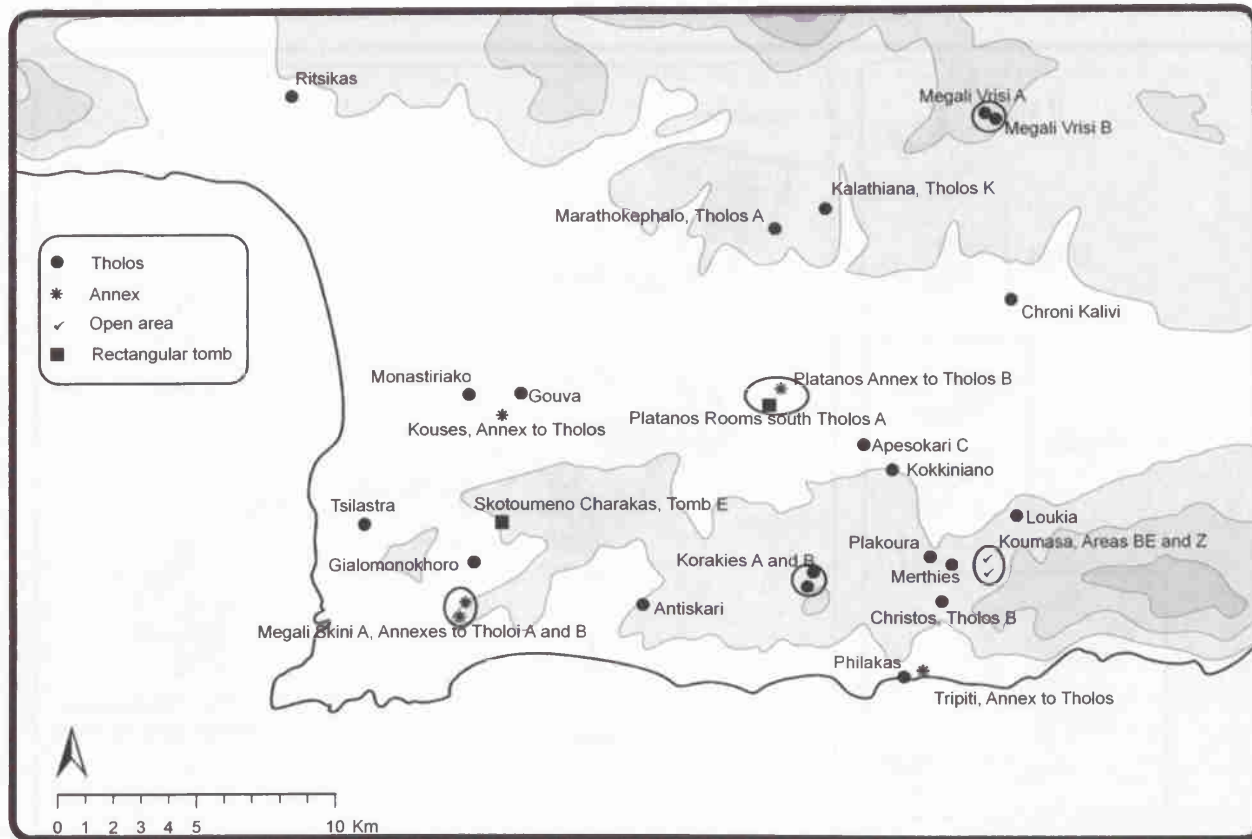 Ritsikas
Megali Vrisi A
Megali Vrisi B
Kalathiana, Tholos K
Marathokephalo, Tholos A
Tholos
Annex
Open area
Rectangular tomb
Chroni Kalivi
Monastiriako
Gouva
Platanos Annex to Tholos B
Kouses, Annex to Tholos
Platanos Rooms south Tholos A
Apesokari C
Kokkiniano
Tsilastra
Skotoumeno Charakas, Tomb E
Loukia
Gialomonokhoro
Korakies A and B
Plakoura
Koumasa, Areas BE and Z
Merthies
Antiskari
Christos, Tholos B
Megali Skini A, Annexes to Tholoi A and B
Philakas
Tripiti, Annex to Tholos
0 1 2 3 4 5 10 Km